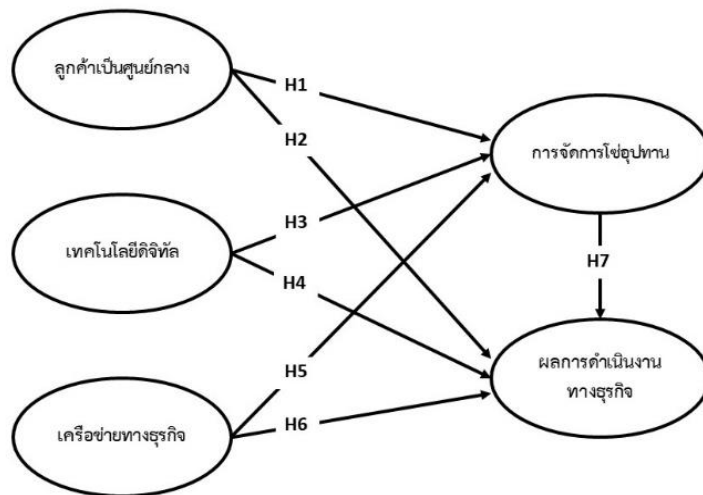 ลูกค้าเป็นศูนย์กลาง
H1
H2
การจัดการโซ่อุปทาน
เทคโนโลยีดิจิทัล
H3
H4
H7
H5
ผลการดำเนินงาน
ทางธุรกิจ
เครือข่ายทางธุรกิจ
H6